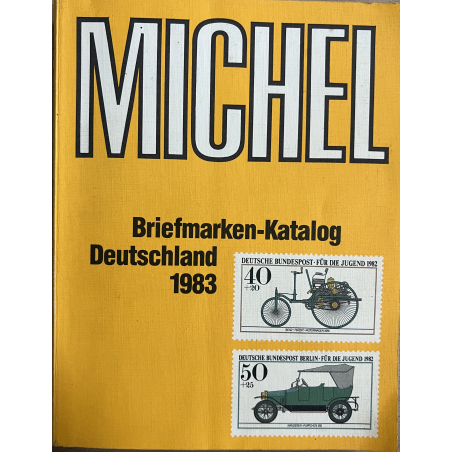 MICHEL
Briefmarken-Katalog
Deutschland
1983
DEUTSCHE BUNDESPOST · FÜR DIE JUGEND 1982
40
+20
DEUTSCHE BUNDESPOST BERLIN · FÜR DIE JUGEND 1982
50
+25